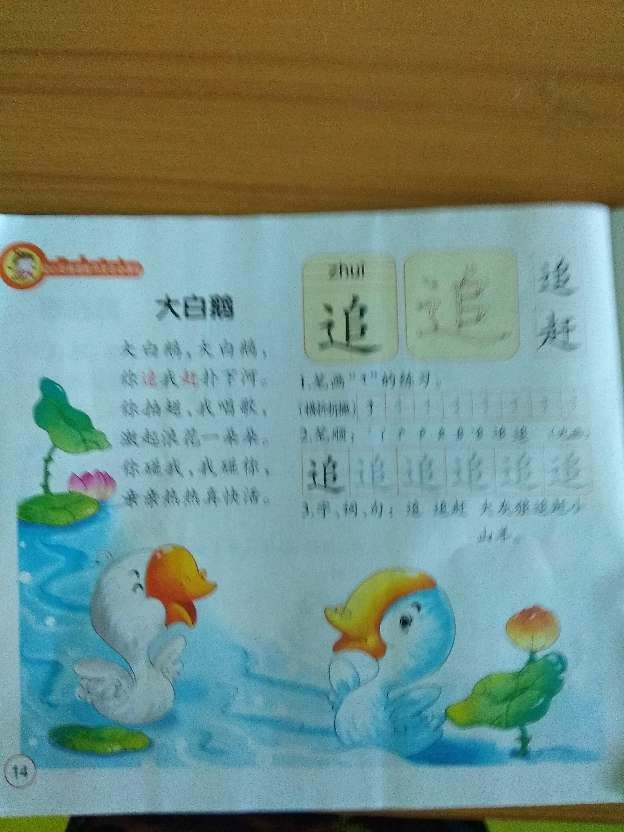 大白鹅
大白鹅,大白鹅,
你追我赶扑下河。
你拍翅,我唱歌,
激起浪花一朵朵。
你碰我,我碰你,
亲亲热热真快活。
zhuī
追
追
追
赶
1.笔画" "的练习。
(横折折撇)
2.笔顺:
追 追 追 追 追 追
3.字、词、句:追 追赶 大灰狼追赶小
山羊。
14